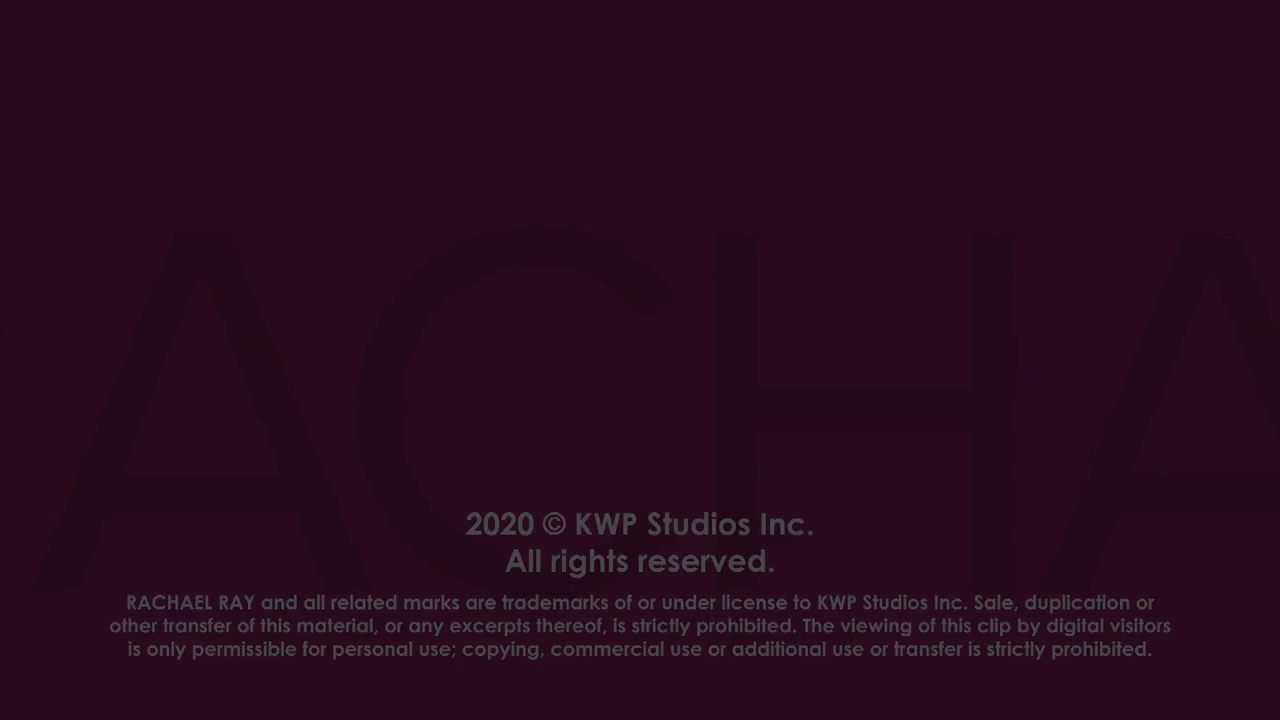 ACHA
2020 © KWP Studios Inc.
All rights reserved.
RACHAEL RAY and all related marks are trademarks of or under license to KWP Studios Inc. Sale, duplication or
other transfer of this material, or any excerpts thereof, is strictly prohibited. The viewing of this clip by digital visitors
is only permissible for personal use; copying, commercial use or additional use or transfer is strictly prohibited.